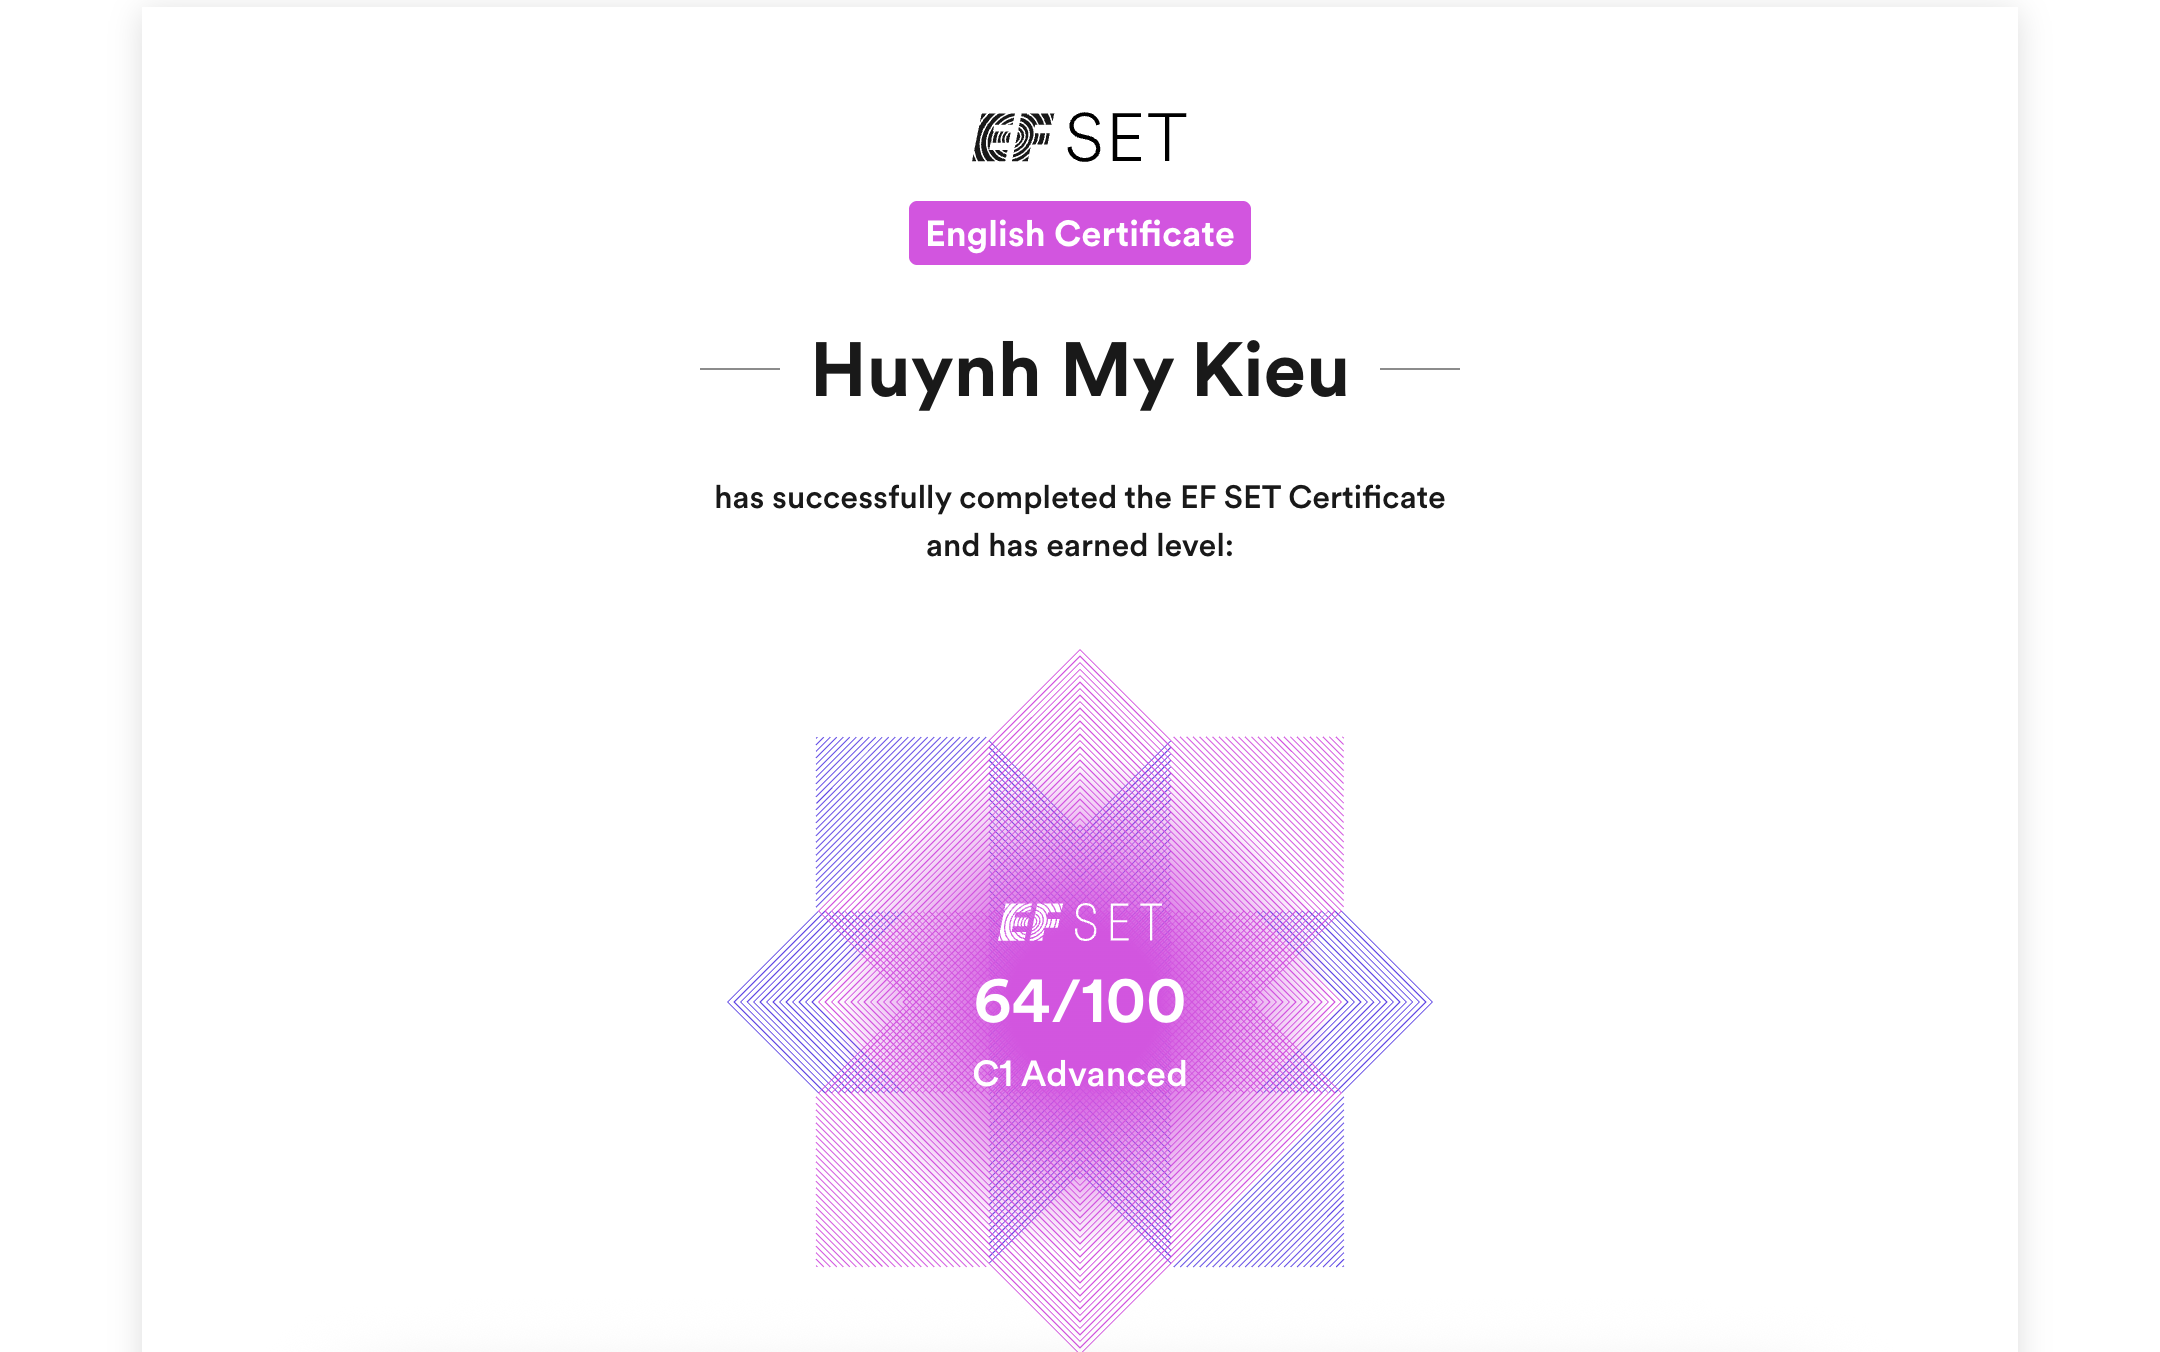 EF SET
English Certificate
Huynh My Kieu
has successfully completed the EF SET Certificate
and has earned level:
EF SET
64/100
C1 Advanced